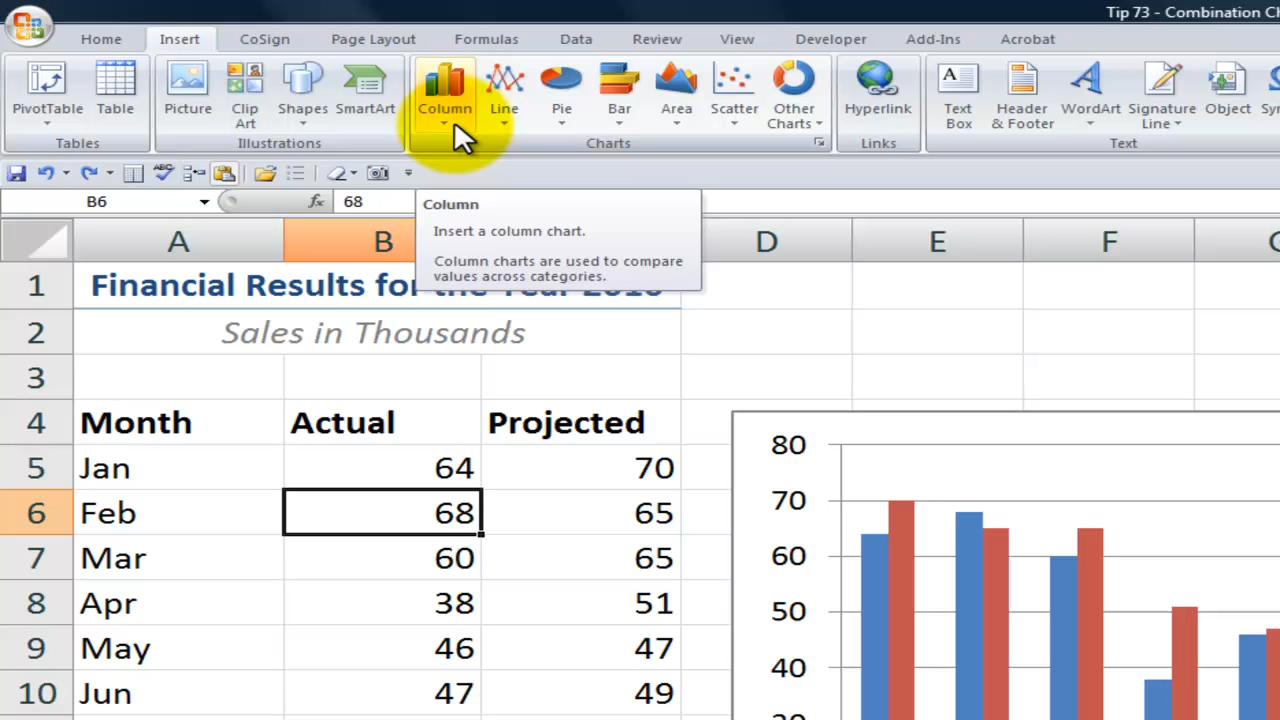 Tip 73 - Combination Ch
Home Insert CoSign Page Layout Formulas Data Review View Developer Add-Ins Acrobat
PivotTable Table Picture Clip Art Shapes SmartArt Column Line Pie Bar Area Scatter Other Charts Hyperlink Text Box Header & Footer WordArt Signature Line Object
Tables Illustrations Charts Links Text
ABC
B6 fx 68
Column
Insert a column chart.
Column charts are used to compare
values across categories.
A B D E F
1 Financial Results for the Year 2010
2 Sales in Thousands
3
4 Month Actual Projected
5 Jan 64 70
6 Feb 68 65
7 Mar 60 65
8 Apr 38 51
9 May 46 47
10 Jun 47 49
80
70
60
50
40